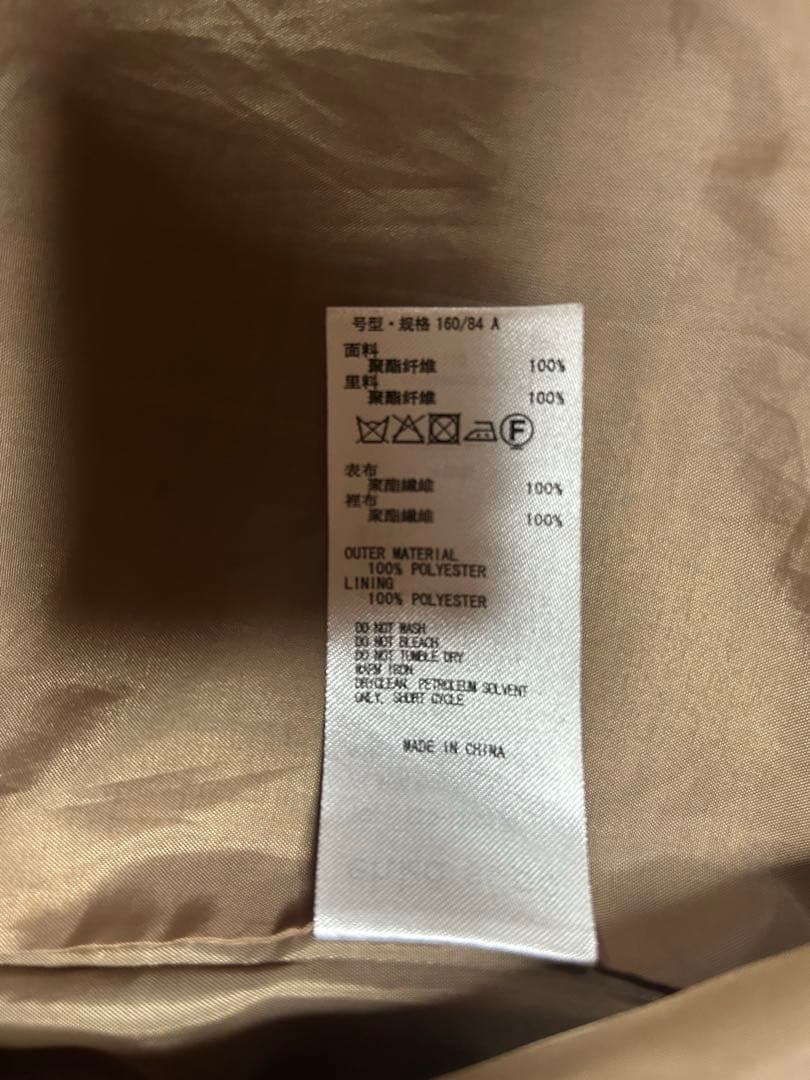 号型・规格 160/84 A
面料
聚酯纤维 100%
里料
聚酯纤维 100%
F
表布
聚酯纖維 100%
裡布
聚酯纖維 100%
OUTER MATERIAL
100% POLYESTER
LINING
100% POLYESTER
DO NOT WASH
DO NOT BLEACH
DO NOT TUMBLE DRY
WARM IRON
DRYCLEAN, PETROLEUM SOLVENT
ONLY, SHORT CYCLE
MADE IN CHINA